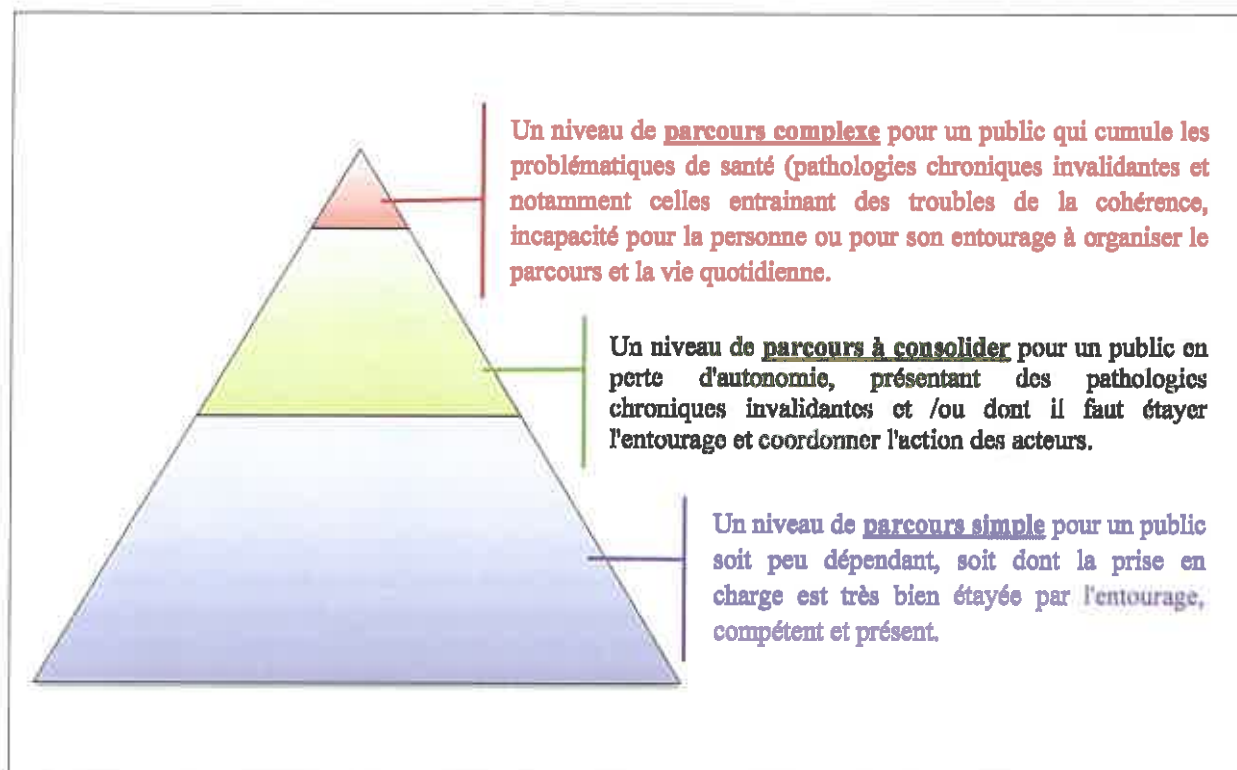 Un niveau de parcours complexe pour un public qui cumule les
problématiques de santé (pathologies chroniques invalidantes et
notamment celles entrainant des troubles de la cohérence,
incapacité pour la personne ou pour son entourage à organiser le
parcours et la vie quotidienne.
Un niveau de parcours à consolider pour un public en
perte d'autonomie, présentant des pathologies
chroniques invalidantes et /ou dont il faut étayer
l'entourage et coordonner l'action des acteurs.
Un niveau de parcours simple pour un public
soit peu dépendant, soit dont la prise en
charge est très bien étayée par l'entourage,
compétent et présent.